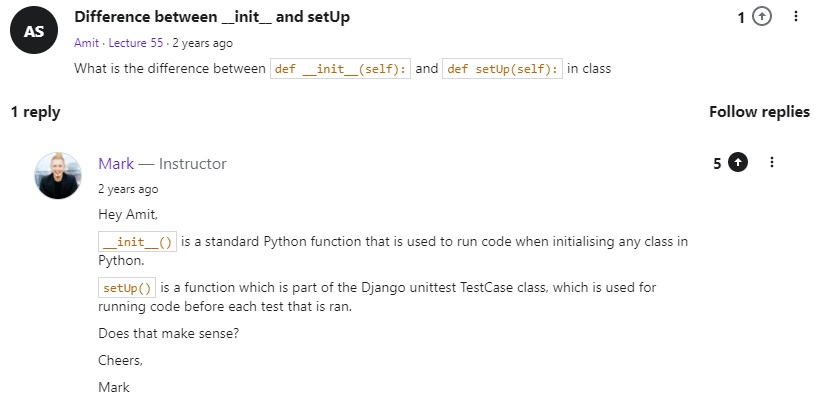 AS
Difference between __init__ and setUp
1
Amit · Lecture 55 · 2 years ago
What is the difference between def __init__(self): and def setUp(self): in class
1 reply
Follow replies
Mark — Instructor
5
2 years ago
Hey Amit,
__init__() is a standard Python function that is used to run code when initialising any class in
Python.
setUp() is a function which is part of the Django unittest TestCase class, which is used for
running code before each test that is ran.
Does that make sense?
Cheers,
Mark